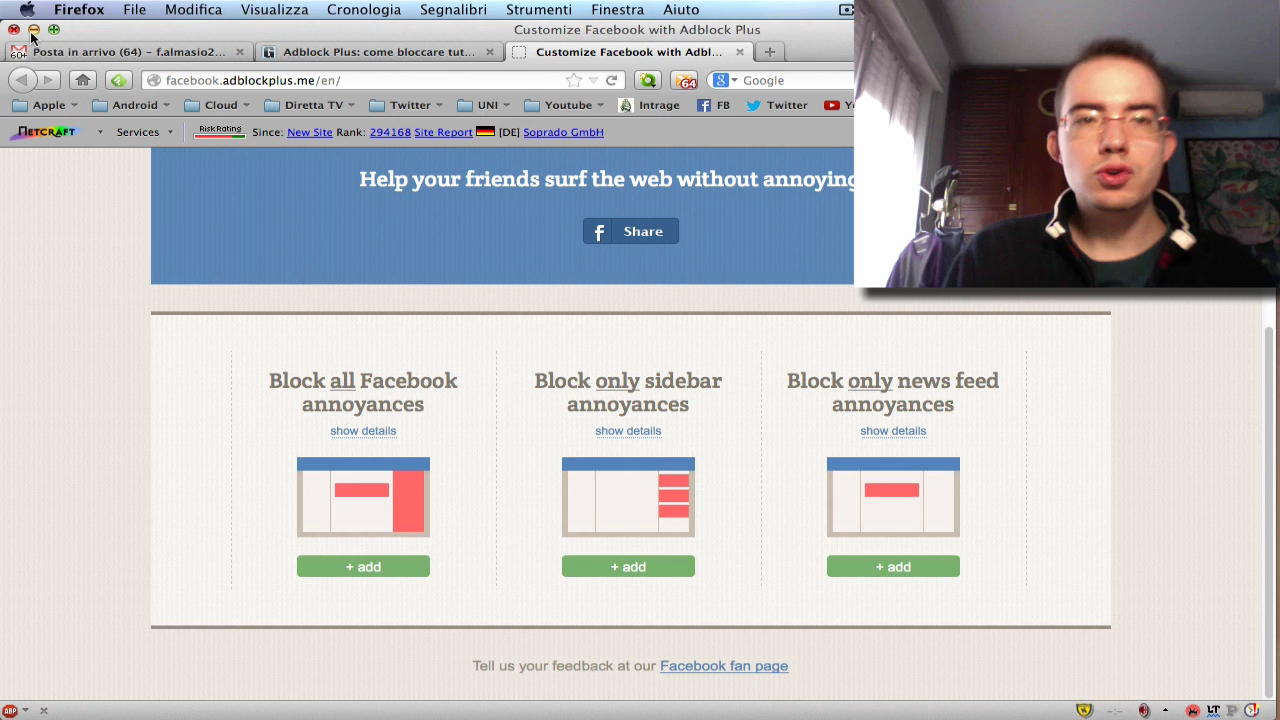 Firefox File Modifica Visualizza Cronologia Segnalibri Strumenti Finestra Aiuto
Customize Facebook with Adblock Plus
60+ Posta in arrivo (64) – f.almasio2... Adblock Plus: come bloccare tut... Customize Facebook with Adbl...
facebook.adblockplus.me/en/ 64 Google
Apple Android Cloud Diretta TV Twitter UNI Youtube Intrage FB Twitter
NETCRAFT Services Risk Rating Since: New Site Rank: 294168 Site Report [DE] Soprado GmbH
Help your friends surf the web without annoying
f Share
Block all Facebook
annoyances
show details
+ add
Block only sidebar
annoyances
show details
+ add
Block only news feed
annoyances
show details
+ add
Tell us your feedback at our Facebook fan page
ABP